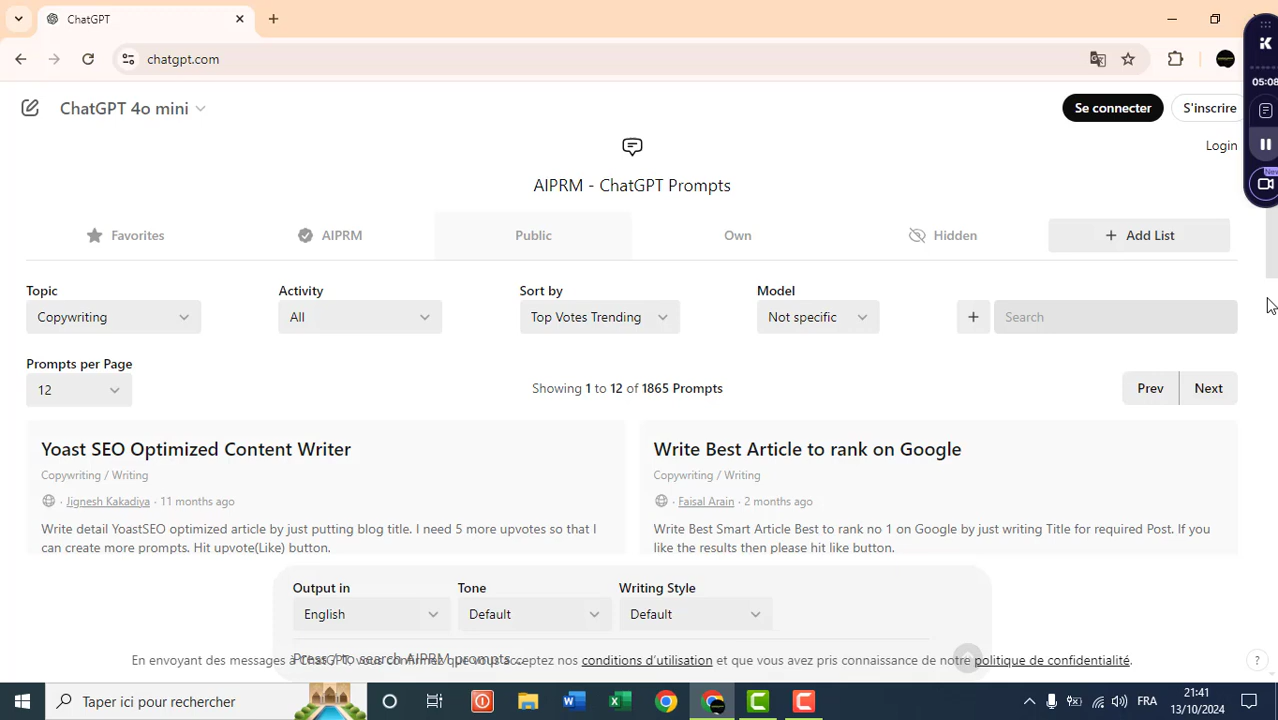 ChatGPT
chatgpt.com
ChatGPT 4o mini
Se connecter
S'inscrire
05:08
New
Login
AIPRM - ChatGPT Prompts
Favorites
AIPRM
Public
Own
Hidden
+ Add List
Topic
Activity
Sort by
Model
Copywriting
All
Top Votes Trending
Not specific
+
Search
Prompts per Page
12
Showing 1 to 12 of 1865 Prompts
Prev
Next
Yoast SEO Optimized Content Writer
Copywriting / Writing
· Jignesh Kakadiya · 11 months ago
Write detail YoastSEO optimized article by just putting blog title. I need 5 more upvotes so that I
can create more prompts. Hit upvote(Like) button.
Write Best Article to rank on Google
Copywriting / Writing
· Faisal Arain · 2 months ago
Write Best Smart Article Best to rank no 1 on Google by just writing Title for required Post. If you
like the results then please hit like button.
Output in
Tone
Writing Style
English
Default
Default
Press / to search AIPRM prompts...
En envoyant des messages à ChatGPT, vous confirmez que vous acceptez nos conditions d'utilisation et que vous avez pris connaissance de notre politique de confidentialité.
?
Taper ici pour rechercher
FRA
21:41
13/10/2024